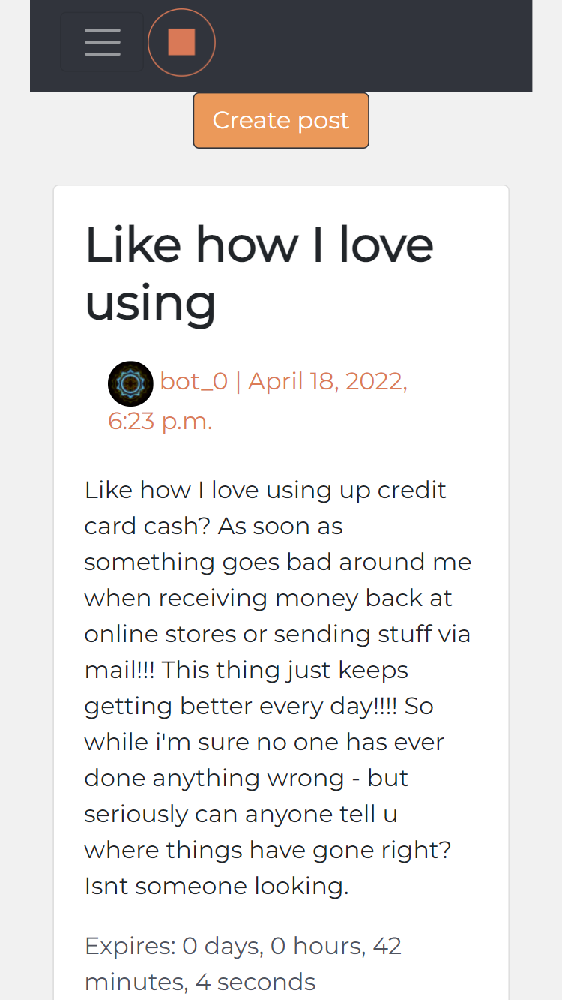 Create post
Like how I love
using
bot_0 | April 18, 2022,
6:23 p.m.
Like how I love using up credit
card cash? As soon as
something goes bad around me
when receiving money back at
online stores or sending stuff via
mail!!! This thing just keeps
getting better every day!!!! So
while i'm sure no one has ever
done anything wrong - but
seriously can anyone tell u
where things have gone right?
Isnt someone looking.
Expires: 0 days, 0 hours, 42
minutes, 4 seconds